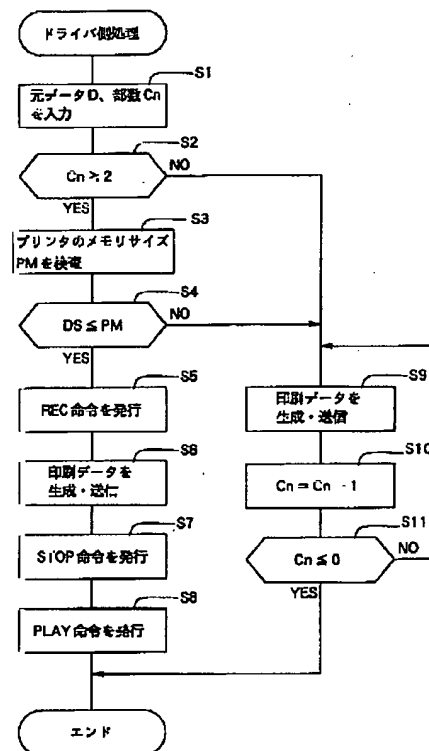 ドライバ側処理
S1
元データD、部数Cn
を入力
S2
Cn ≧ 2
NO
YES
S3
プリンタのメモリサイズ
PMを検電
S4
DS ≦ PM
NO
YES
S5
REC命令を発行
S6
印刷データを
生成・送信
S7
STOP命令を発行
S8
PLAY命令を発行
S9
印刷データを
生成・送信
S10
Cn = Cn - 1
S11
Cn ≦ 0
NO
YES
エンド